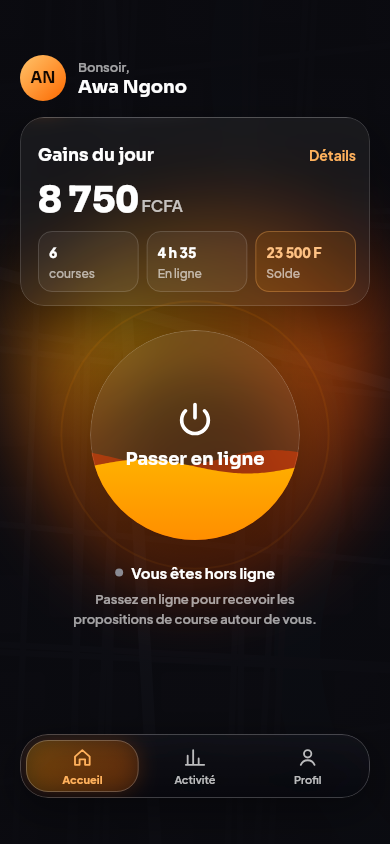 AN
Bonsoir,
Awa Ngono
Gains du jour
Détails
8 750 FCFA
6
courses
4 h 35
En ligne
23 500 F
Solde
Passer en ligne
Vous êtes hors ligne
Passez en ligne pour recevoir les
propositions de course autour de vous.
Accueil
Activité
Profil